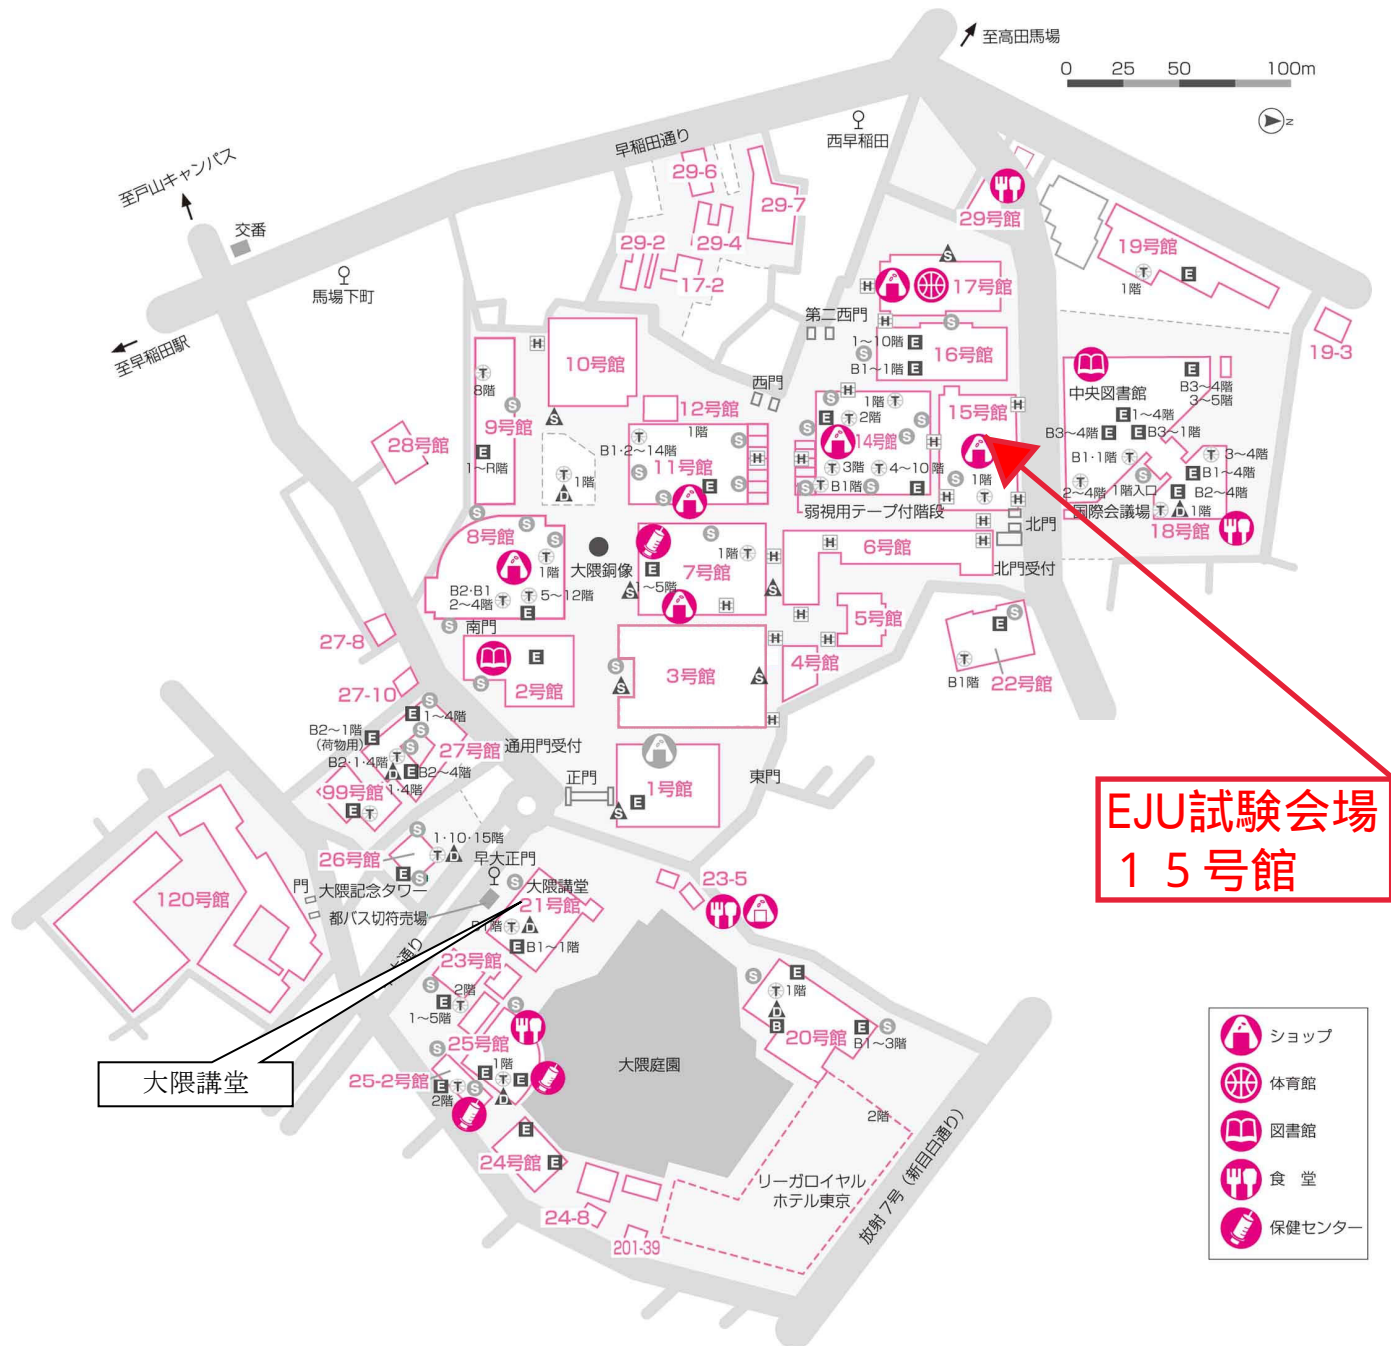 至高田馬場
0 25 50 100m
N
西早稲田
早稲田通り
至戸山キャンパス
交番
馬場下町
至早稲田駅
29-6
29-7
29-2
29-4
17-2
29号館
19号館
T
1階
E
19-3
S
17号館
H
第二西門
S
1～10階 E
16号館
B1～1階 E
10号館
西門
12号館
9号館
T
8階
E
1～R階
28号館
T 1階
D
1階
T
B1・2～14階
11号館
E
1階 T
E T 2階
14号館
T 3階 T 4～10階
T B1階
E
弱視用テープ付階段
15号館
1階
T
中央図書館
E
B3～4階
3～5階
E 1～4階
B3～4階 E E B3～1階
B1・1階 T
T 3～4階
E B1～4階
T
2～4階
1階入口
E B2～4階
国際会議場
T D 1階
18号館
北門
北門受付
8号館
T
1階
B2・B1
2～4階 T
T 5～12階
E
大隈銅像
南門
7号館
1階 T
E
1～5階
6号館
5号館
4号館
3号館
2号館
E
E
T
B1階
22号館
27-8
27-10
E 1～4階
B2～1階
(荷物用)
E
27号館
T
B2・1・4階
D E B2～4階
1・4階
99号館
E T
通用門受付
正門
1号館
E
東門
26号館
1・10・15階
T D
E
大隈記念タワー
早大正門
門
都バス切符売場
120号館
大隈講堂
21号館
B1階 T D
E B1～1階
23-5
23号館
2階
E T
1～5階
25号館
1階
E T E
D
25-2号館
E T
2階
24号館
E
E
24-8
201-39
大隈庭園
E
T 1階
D
B
20号館
E
B1～3階
2階
リーガロイヤル
ホテル東京
放射7号（新目白通り）
EJU試験会場
１５号館
大隈講堂
ショップ
体育館
図書館
食 堂
保健センター